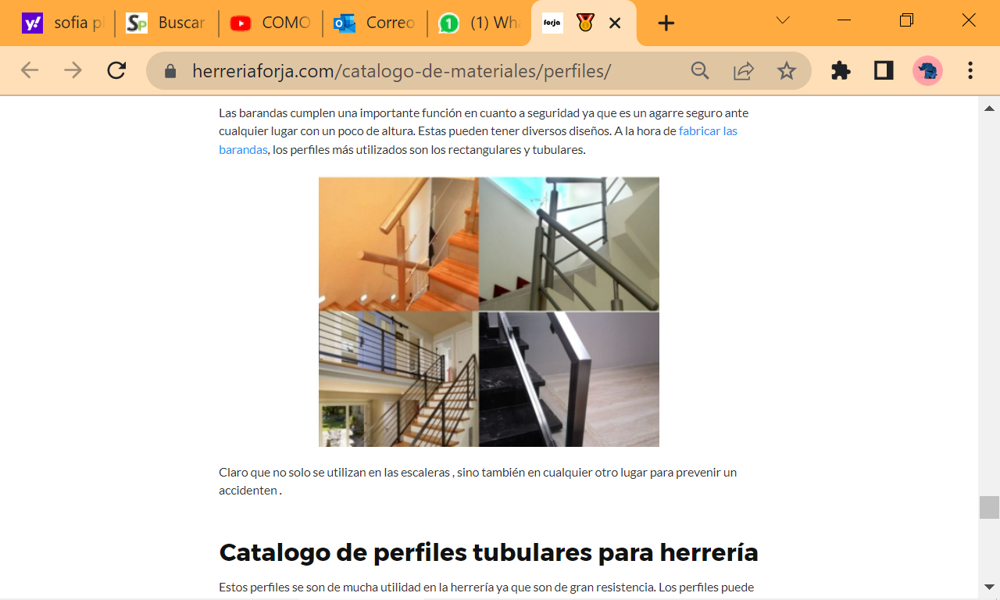 sofia pl
Buscar
COMO
Correo
(1) Wha
forja
herreriaforja.com/catalogo-de-materiales/perfiles/
Las barandas cumplen una importante función en cuanto a seguridad ya que es un agarre seguro ante
cualquier lugar con un poco de altura. Estas pueden tener diversos diseños. A la hora de fabricar las
barandas, los perfiles más utilizados son los rectangulares y tubulares.
Claro que no solo se utilizan en las escaleras , sino también en cualquier otro lugar para prevenir un
accidenten .
Catalogo de perfiles tubulares para herrería
Estos perfiles se son de mucha utilidad en la herrería ya que son de gran resistencia. Los perfiles puede